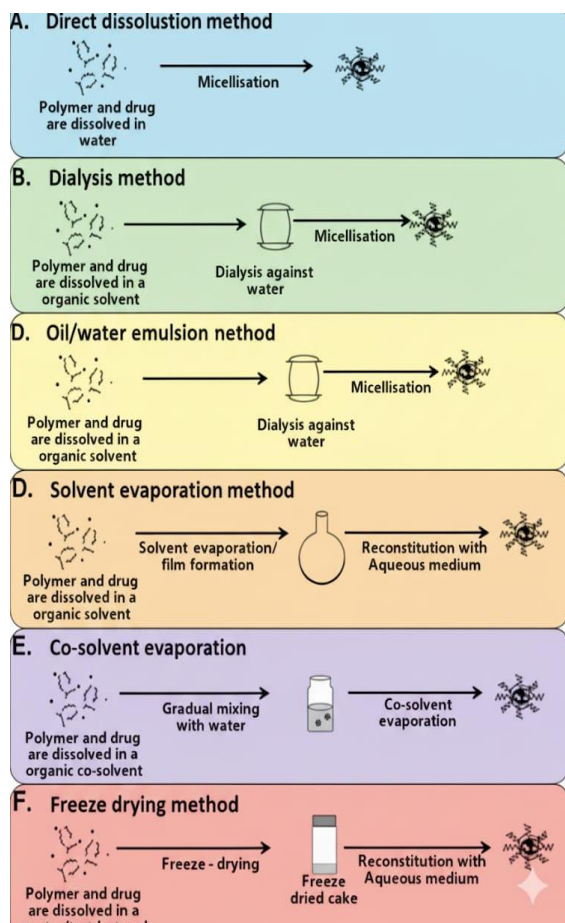 A. Direct dissolustion method
Micellisation
Polymer and drug
are dissolved in
water
B. Dialysis method
Micellisation
Polymer and drug
are dissolved in a
organic solvent
Dialysis against
water
D. Oil/water emulsion nethod
Micellisation
Polymer and drug
are dissolved in a
organic solvent
Dialysis against
water
D. Solvent evaporation method
Solvent evaporation/
film formation
Reconstitution with
Aqueous medium
Polymer and drug
are dissolved in a
organic solvent
E. Co-solvent evaporation
Gradual mixing
with water
Co-solvent
evaporation
Polymer and drug
are dissolved in a
organic co-solvent
F. Freeze drying method
Freeze - drying
Freeze
dried cake
Reconstitution with
Aqueous medium
Polymer and drug
are dissolved in a